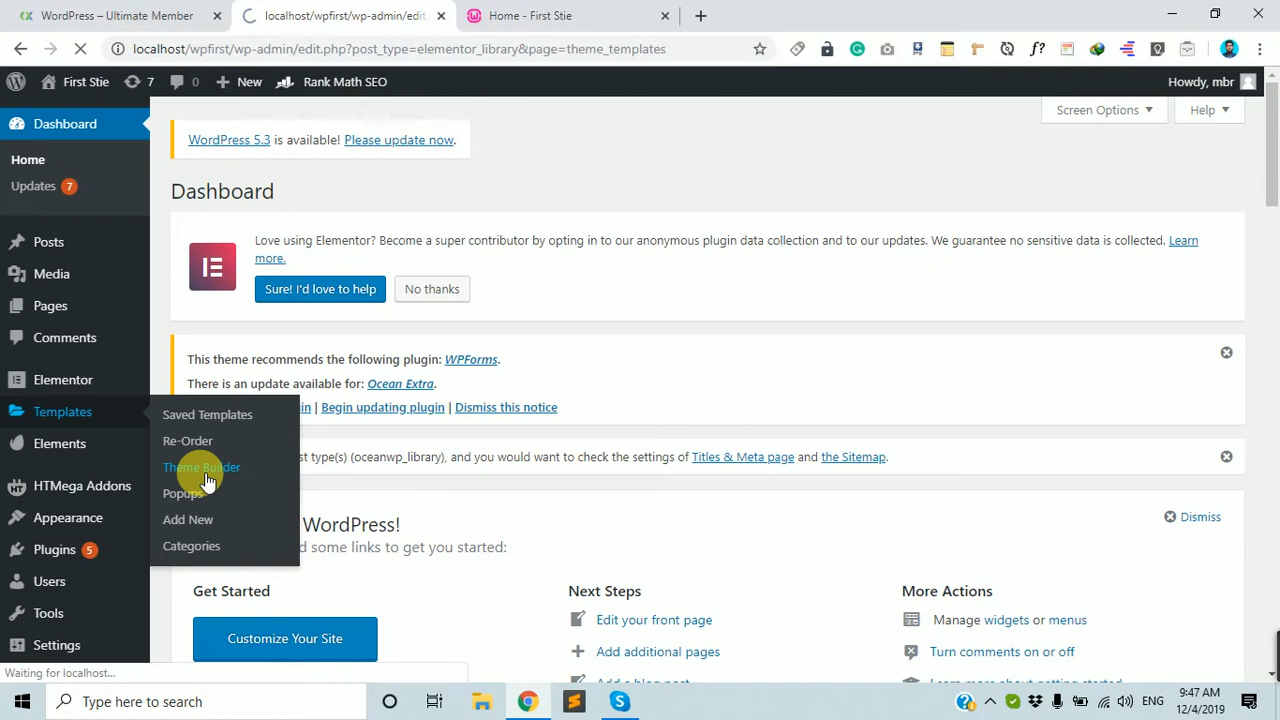 WordPress – Ultimate Member
localhost/wpfirst/wp-admin/edit
Home - First Stie
localhost/wpfirst/wp-admin/edit.php?post_type=elementor_library&page=theme_templates
f?
First Stie
7
0
New
Rank Math SEO
Howdy, mbr
Dashboard
Home
Updates 7
Posts
Media
Pages
Comments
Elementor
Templates
Elements
HTMega Addons
Appearance
Plugins 5
Users
Tools
Settings
Saved Templates
Re-Order
Theme Builder
Popups
Add New
Categories
Screen Options
Help
WordPress 5.3 is available! Please update now.
Dashboard
Love using Elementor? Become a super contributor by opting in to our anonymous plugin data collection and to our updates. We guarantee no sensitive data is collected. Learn
more.
Sure! I'd love to help
No thanks
This theme recommends the following plugin: WPForms.
There is an update available for: Ocean Extra.
| Begin updating plugin | Dismiss this notice
type(s) (oceanwp_library), and you would want to check the settings of Titles & Meta page and the Sitemap.
WordPress!
Dismiss
some links to get you started:
Get Started
Customize Your Site
Next Steps
Edit your front page
Add additional pages
More Actions
Manage widgets or menus
Turn comments on or off
Waiting for localhost...
Type here to search
ENG
9:47 AM
12/4/2019